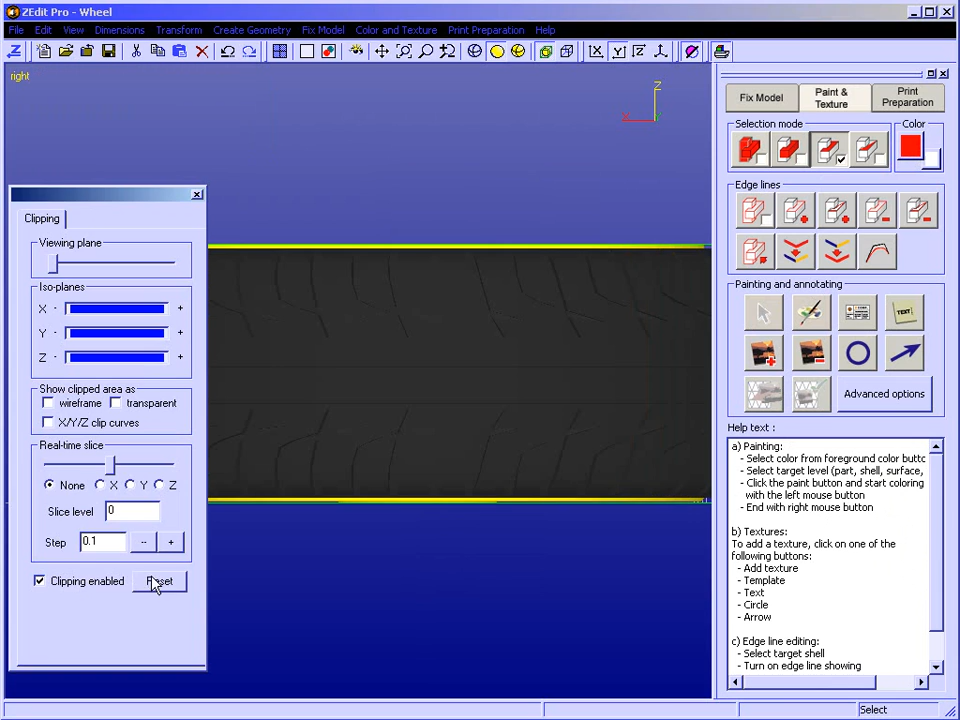 ZEdit Pro - Wheel
File Edit View Dimensions Transform Create Geometry Fix Model Color and Texture Print Preparation Help
right
Z
X
Y
Clipping
Viewing plane
Iso-planes
X - +
Y - +
Z - +
Show clipped area as
wireframe transparent
X/Y/Z clip curves
Real-time slice
None X Y Z
Slice level 0
Step 0.1 -- +
Clipping enabled Reset
Fix Model
Paint & Texture
Print Preparation
Selection mode
Color
Edge lines
Painting and annotating
TEXT
Advanced options
Help text :
a) Painting:
- Select color from foreground color buttc
- Select target level (part, shell, surface,
- Click the paint button and start coloring
with the left mouse button
- End with right mouse button
b) Textures:
To add a texture, click on one of the
following buttons:
- Add texture
- Template
- Text
- Circle
- Arrow
c) Edge line editing:
- Select target shell
- Turn on edge line showing
Select